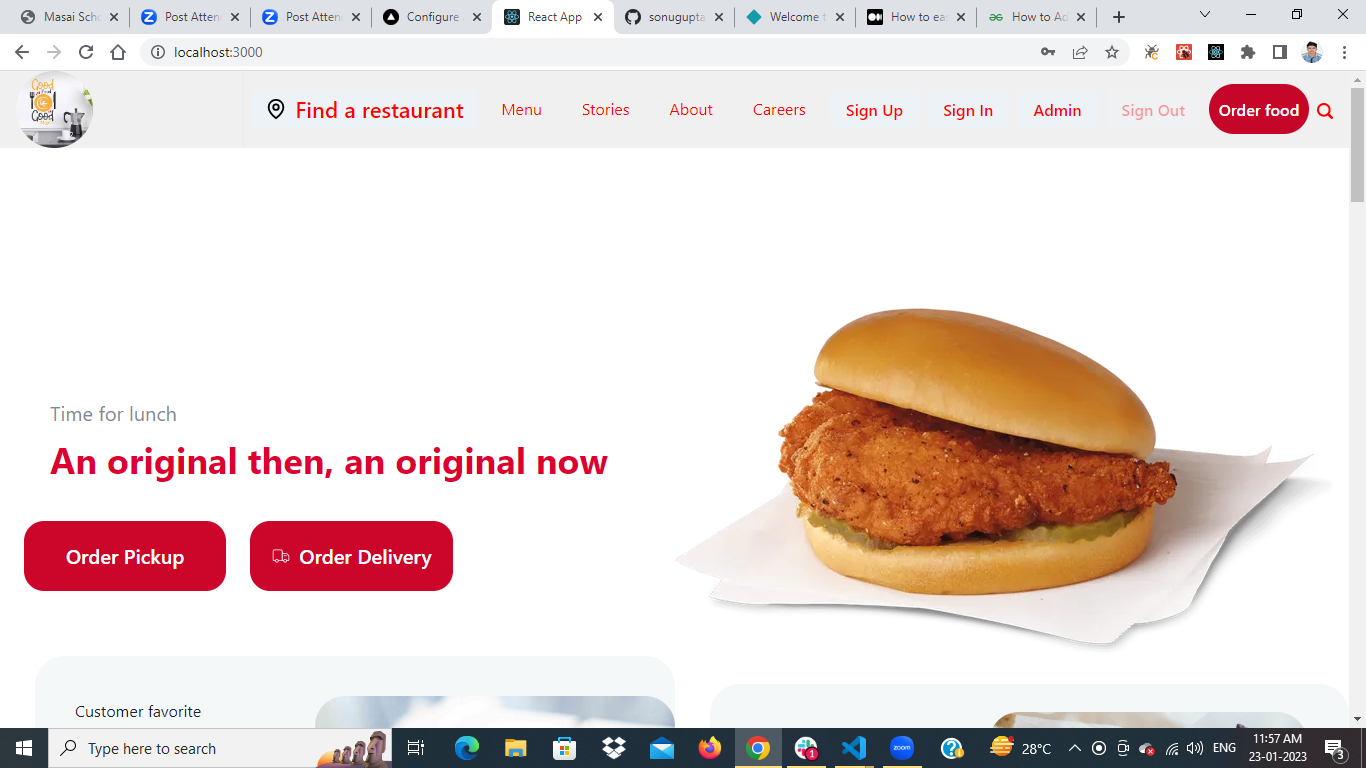 Masai Scho
Post Atten
Post Atten
Configure
React App
sonugupta
Welcome t
How to eas
How to Ad
localhost:3000
Good
Food
Good
Find a restaurant
Menu
Stories
About
Careers
Sign Up
Sign In
Admin
Sign Out
Order food
Time for lunch
An original then, an original now
Order Pickup
Order Delivery
Customer favorite
Type here to search
zoom
1
28°C
ENG
11:57 AM
23-01-2023
3